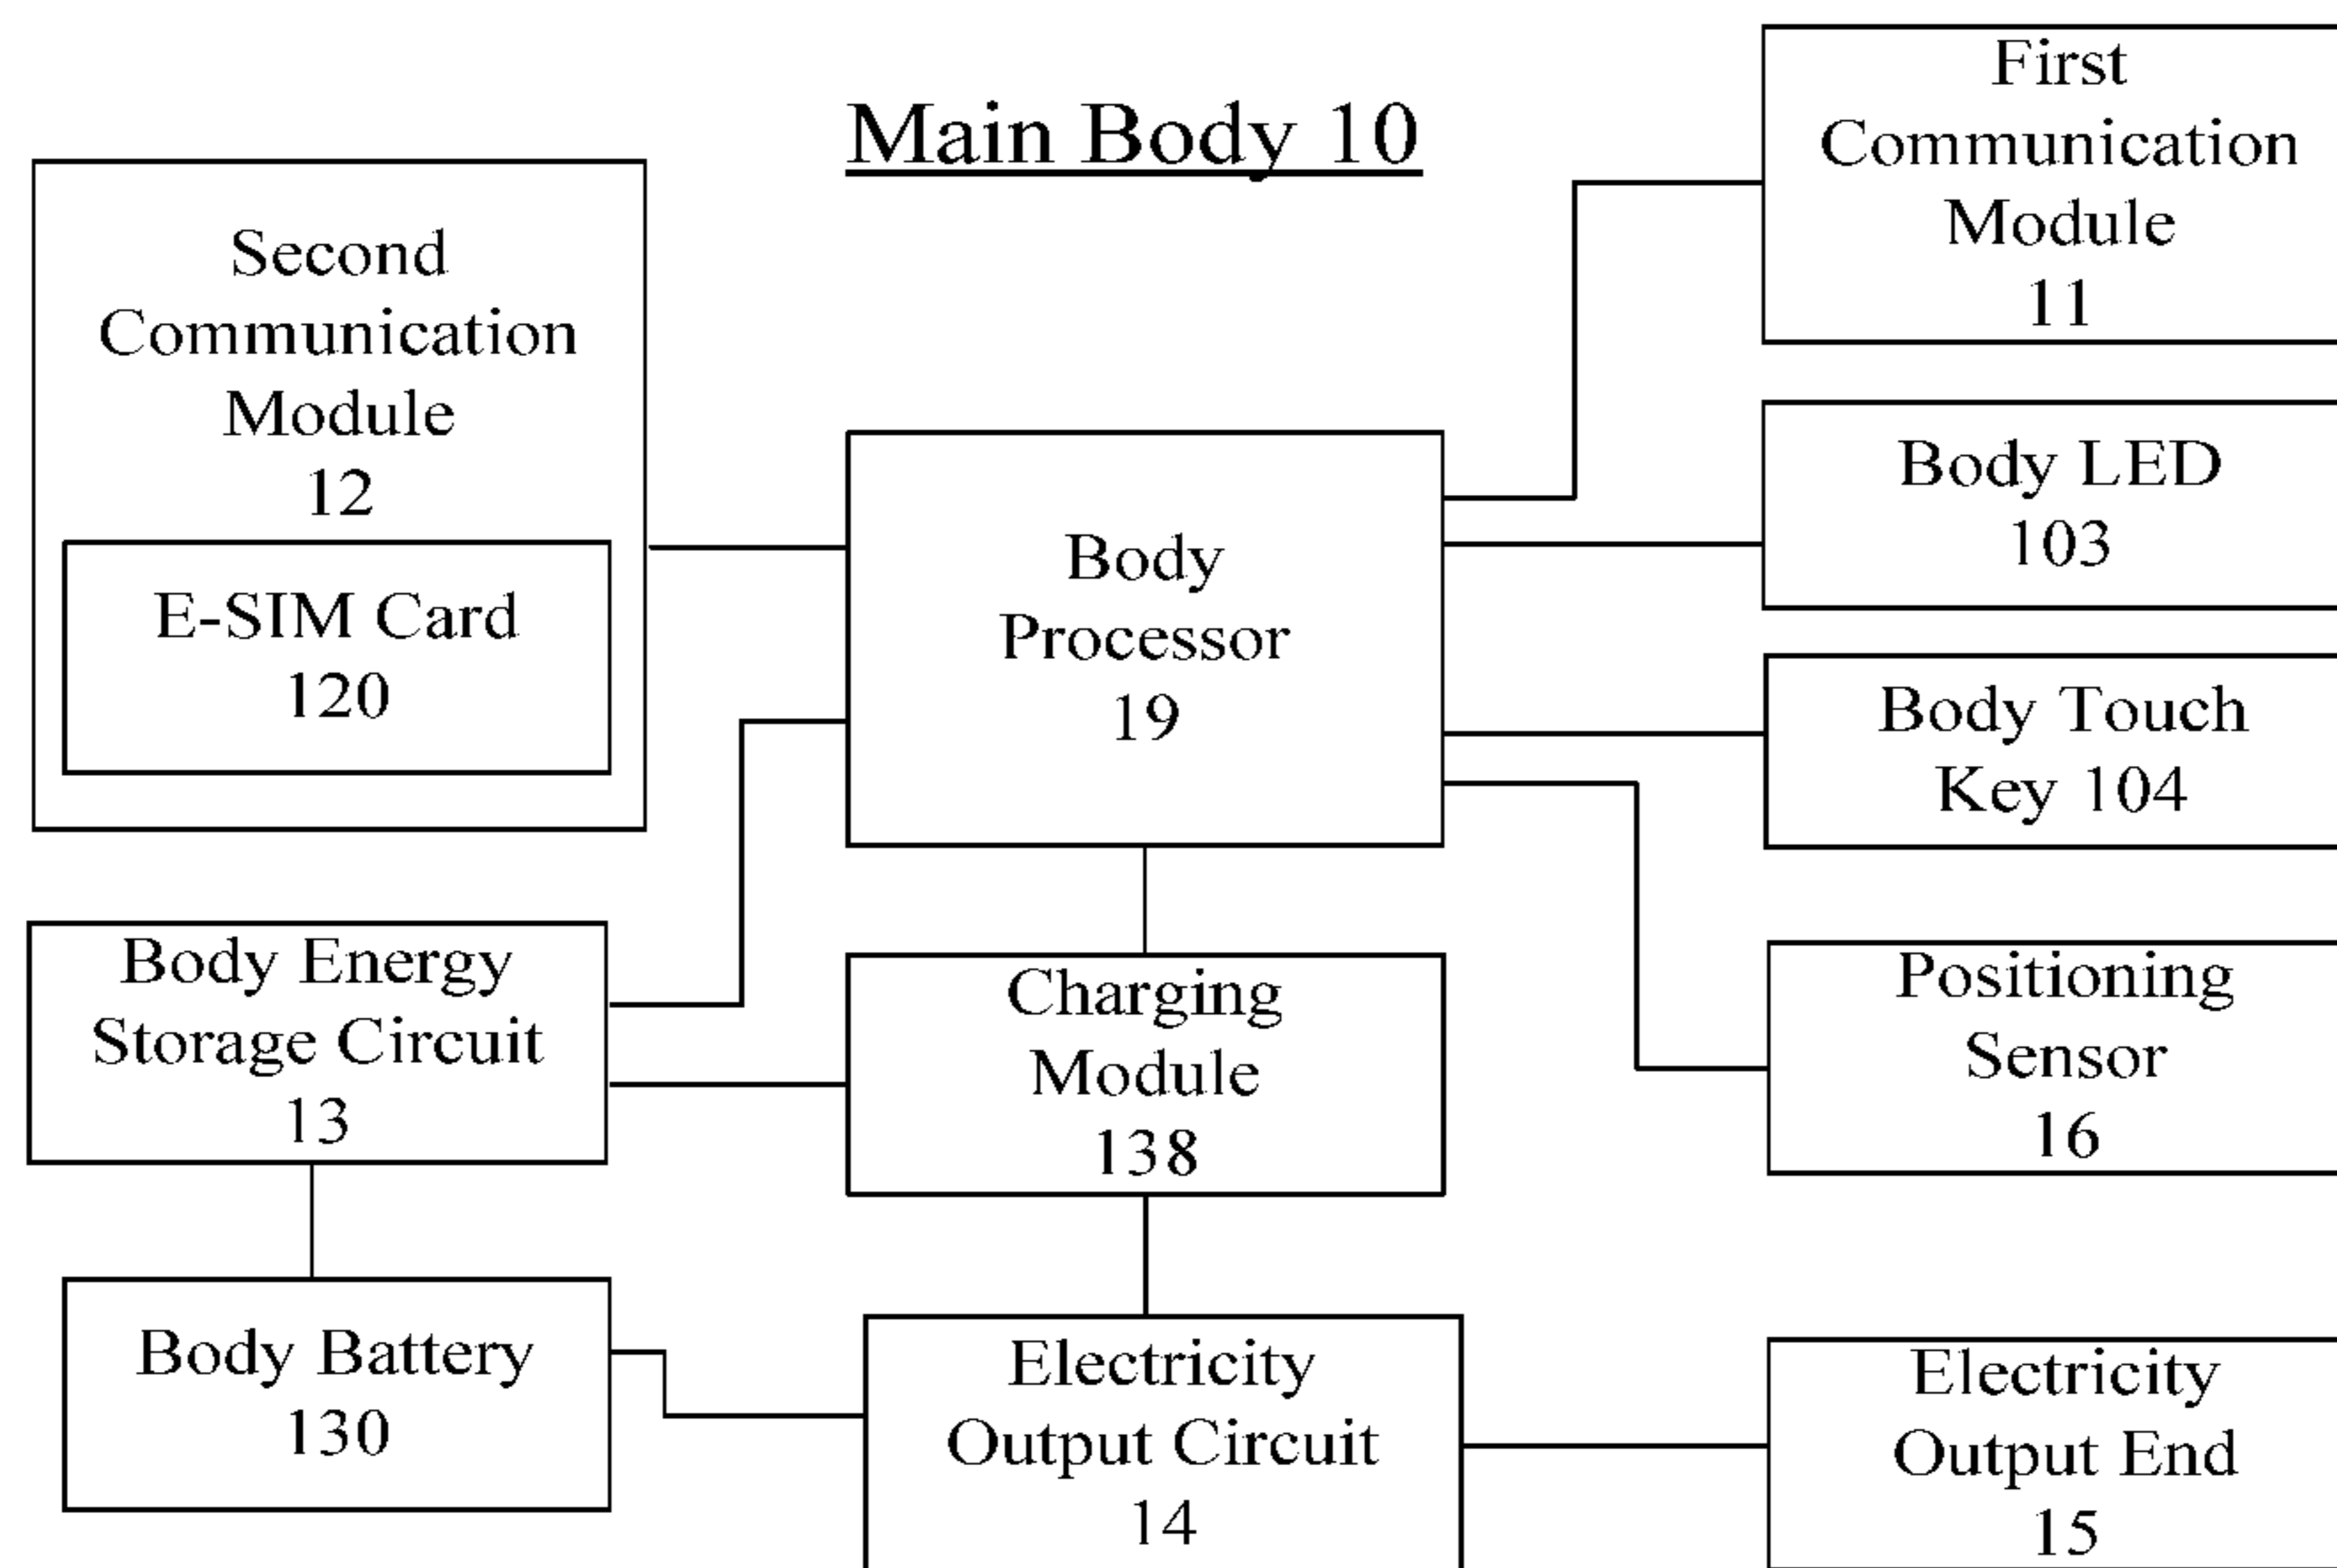 Main Body 10
Second
Communication
Module
12
E-SIM Card
120
Body
Processor
19
First
Communication
Module
11
Body LED
103
Body Touch
Key 104
Body Energy
Storage Circuit
13
Charging
Module
138
Positioning
Sensor
16
Body Battery
130
Electricity
Output Circuit
14
Electricity
Output End
15